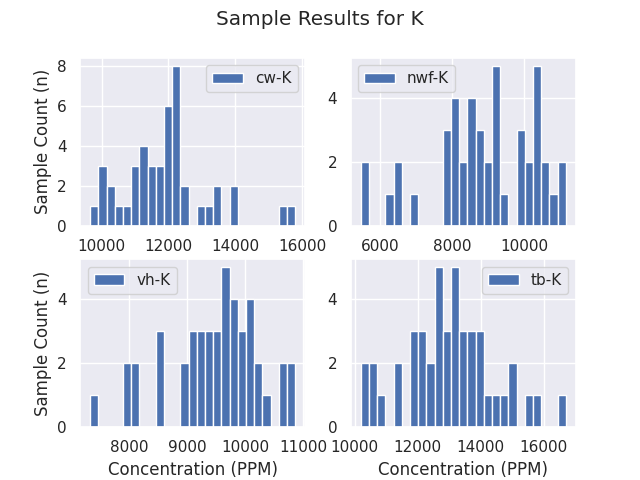 Sample Results for K
Sample Count (n)
8
6
4
2
0
cw-K
10000 12000 14000 16000
4
2
0
nwf-K
6000 8000 10000
Sample Count (n)
4
2
0
vh-K
8000 9000 10000 11000
Concentration (PPM)
4
2
0
tb-K
10000 12000 14000 16000
Concentration (PPM)